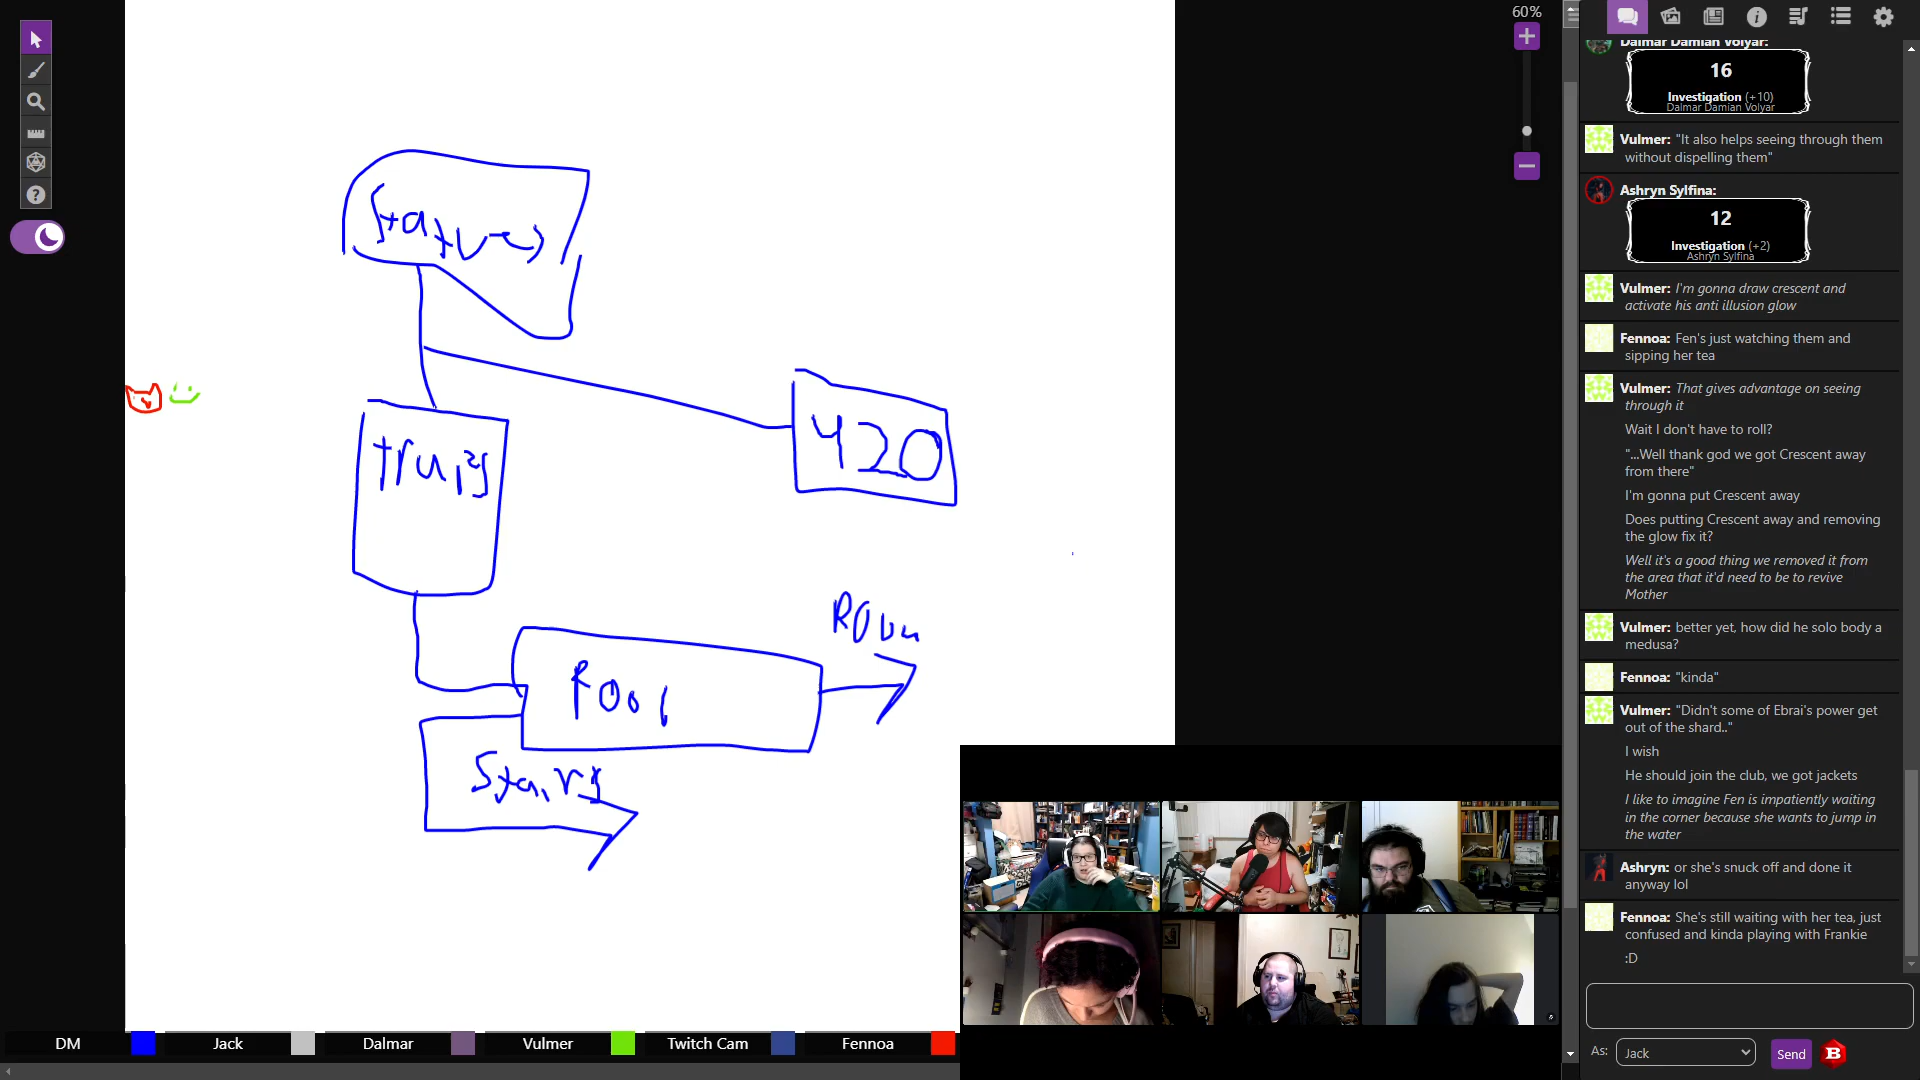 60%
Statues
420
Pool
Room
Stairs
DM
Jack
Dalmar
Vulmer
Twitch Cam
Fennoa
Dalmar Damian Volyar:
16
Investigation (+10)
Dalmar Damian Volyar
Vulmer: "It also helps seeing through them
without dispelling them"
Ashryn Sylfina:
12
Investigation (+2)
Ashryn Sylfina
Vulmer: I'm gonna draw crescent and
activate his anti illusion glow
Fennoa: Fen's just watching them and
sipping her tea
Vulmer: That gives advantage on seeing
through it
Wait I don't have to roll?
"...Well thank god we got Crescent away
from there"
I'm gonna put Crescent away
Does putting Crescent away and removing
the glow fix it?
Well it's a good thing we removed it from
the area that it'd need to be to revive
Mother
Vulmer: better yet, how did he solo body a
medusa?
Fennoa: "kinda"
Vulmer: "Didn't some of Ebrai's power get
out of the shard.."
I wish
He should join the club, we got jackets
I like to imagine Fen is impatiently waiting
in the corner because she wants to jump in
the water
Ashryn: or she's snuck off and done it
anyway lol
Fennoa: She's still waiting with her tea, just
confused and kinda playing with Frankie
:D
As:
Jack
Send
B